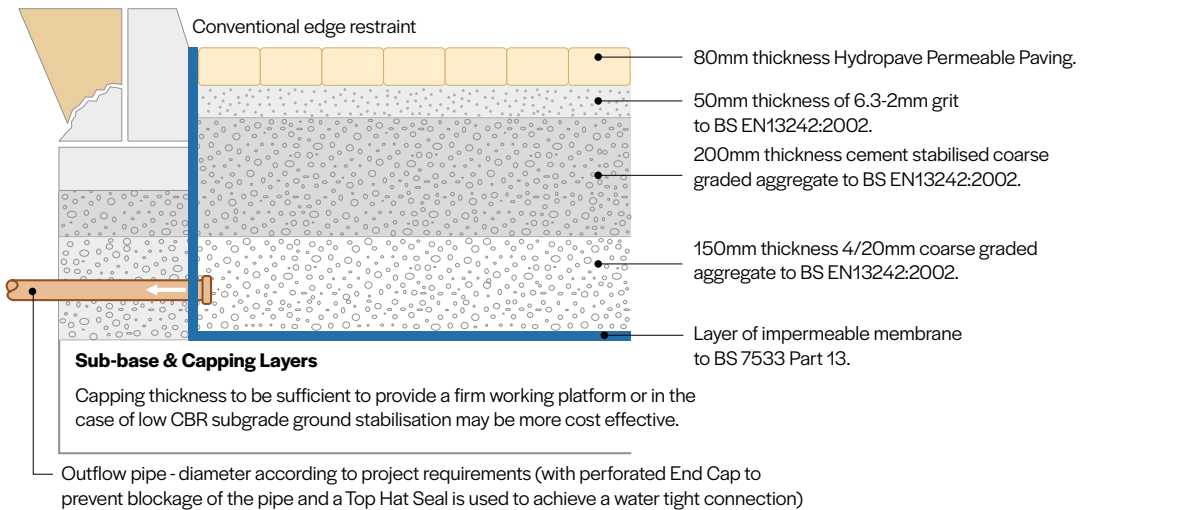 Conventional edge restraint
80mm thickness Hydropave Permeable Paving.
50mm thickness of 6.3-2mm grit
to BS EN13242:2002.
200mm thickness cement stabilised coarse
graded aggregate to BS EN13242:2002.
150mm thickness 4/20mm coarse graded
aggregate to BS EN13242:2002.
Layer of impermeable membrane
to BS 7533 Part 13.
Sub-base & Capping Layers
Capping thickness to be sufficient to provide a firm working platform or in the
case of low CBR subgrade ground stabilisation may be more cost effective.
Outflow pipe - diameter according to project requirements (with perforated End Cap to
prevent blockage of the pipe and a Top Hat Seal is used to achieve a water tight connection)